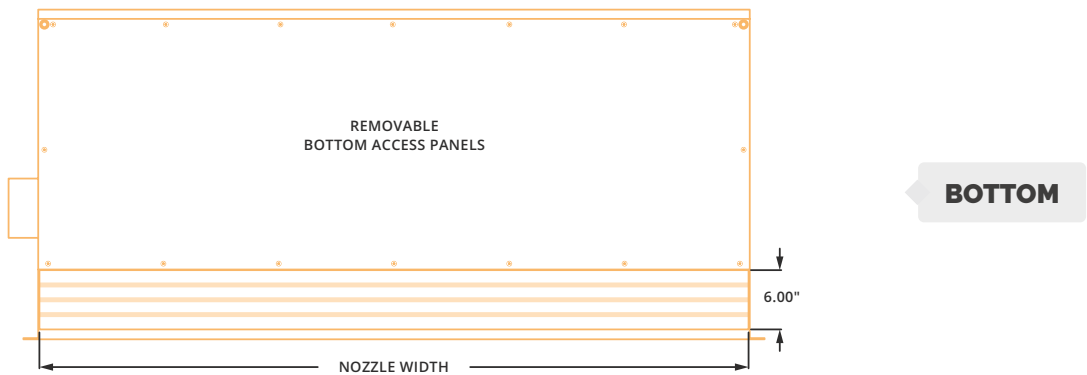 REMOVABLE
BOTTOM ACCESS PANELS
BOTTOM
6.00"
NOZZLE WIDTH